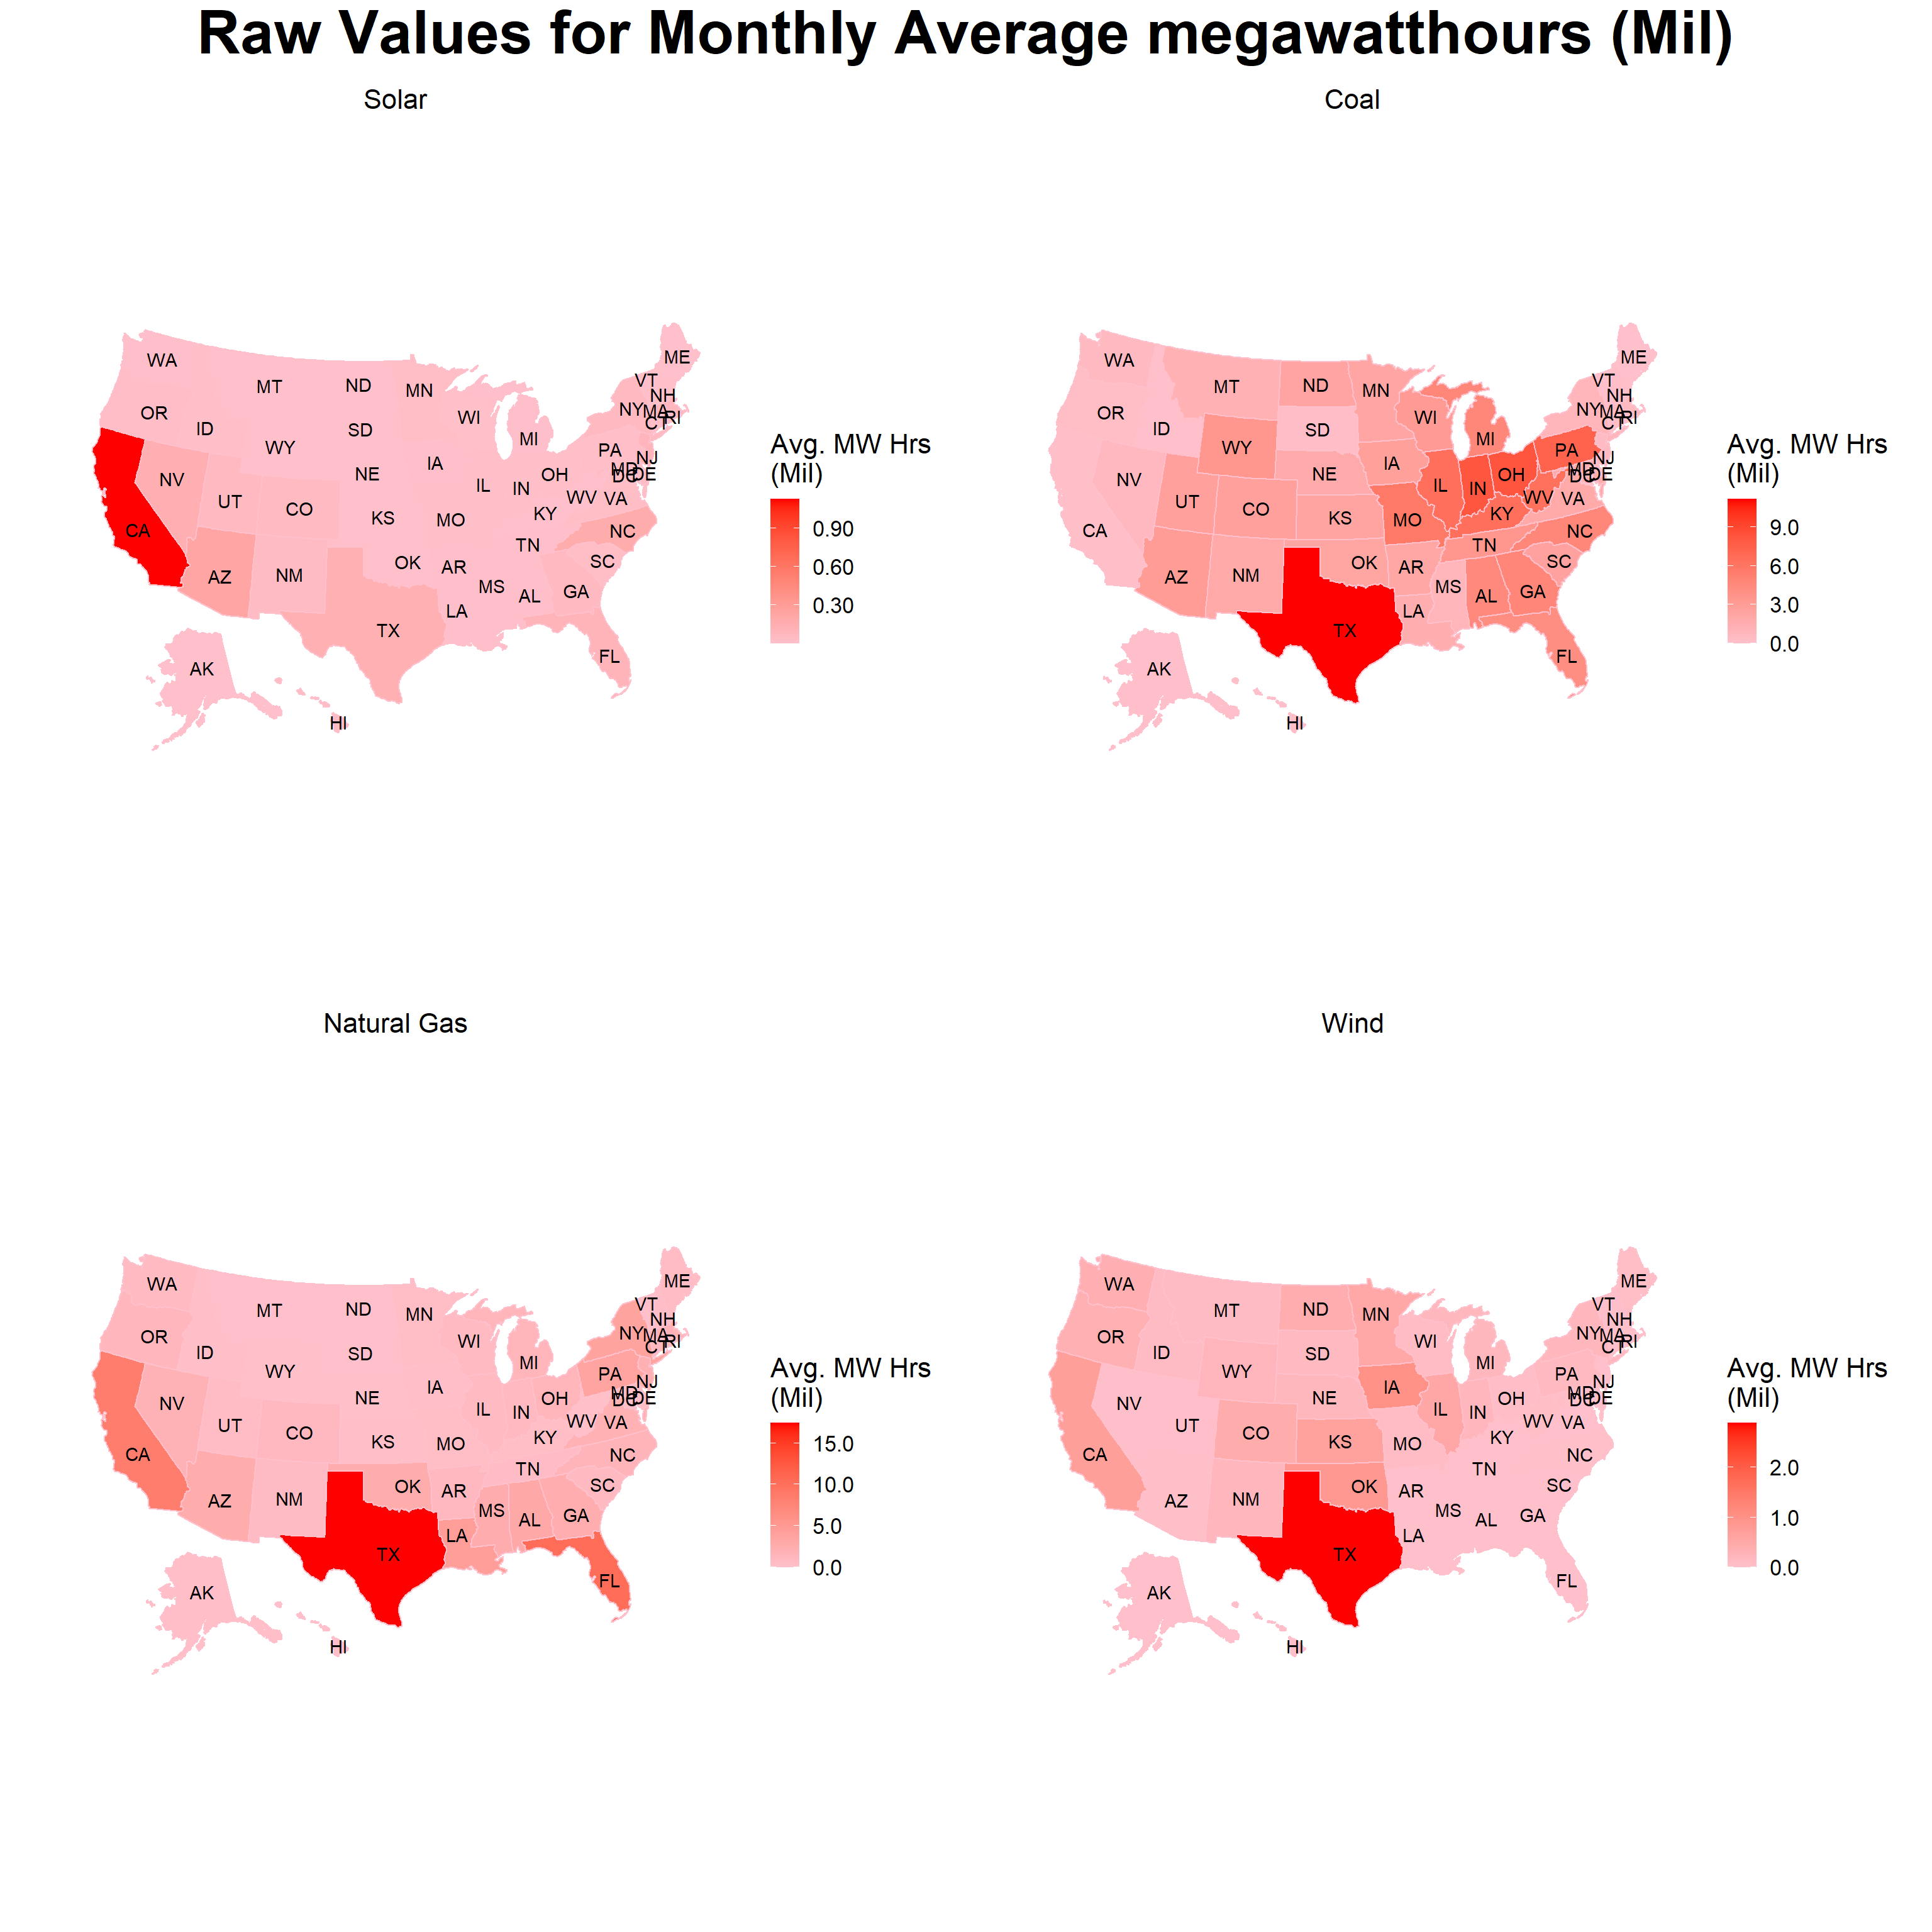 Raw Values for Monthly Average megawatthours (Mil)
Solar
WA
ME
MT
ND
MN
VT
NH
OR
ID
SD
WI
NY
MA
RI
CT
WY
MI
NV
NE
IA
PA
NJ
UT
IL
IN
OH
MD
DC
DE
CO
KS
MO
WV
VA
CA
KY
NC
AZ
NM
OK
AR
TN
SC
MS
AL
GA
LA
TX
FL
AK
HI
Avg. MW Hrs
(Mil)
0.90
0.60
0.30
Coal
WA
ME
MT
ND
MN
VT
NH
OR
ID
SD
WI
NY
MA
RI
CT
WY
MI
NV
NE
IA
PA
NJ
UT
IL
IN
OH
MD
DC
DE
CO
KS
MO
WV
VA
CA
KY
NC
AZ
NM
OK
AR
TN
SC
MS
AL
GA
LA
TX
FL
AK
HI
Avg. MW Hrs
(Mil)
9.0
6.0
3.0
0.0
Natural Gas
WA
ME
MT
ND
MN
VT
NH
OR
ID
SD
WI
NY
MA
RI
CT
WY
MI
NV
NE
IA
PA
NJ
UT
IL
IN
OH
MD
DC
DE
CO
KS
MO
WV
VA
CA
KY
NC
AZ
NM
OK
AR
TN
SC
MS
AL
GA
LA
TX
FL
AK
HI
Avg. MW Hrs
(Mil)
15.0
10.0
5.0
0.0
Wind
WA
ME
MT
ND
MN
VT
NH
OR
ID
SD
WI
NY
MA
RI
CT
WY
MI
NV
NE
IA
PA
NJ
UT
IL
IN
OH
MD
DC
DE
CO
KS
MO
WV
VA
CA
KY
NC
AZ
NM
OK
AR
TN
SC
MS
AL
GA
LA
TX
FL
AK
HI
Avg. MW Hrs
(Mil)
2.0
1.0
0.0